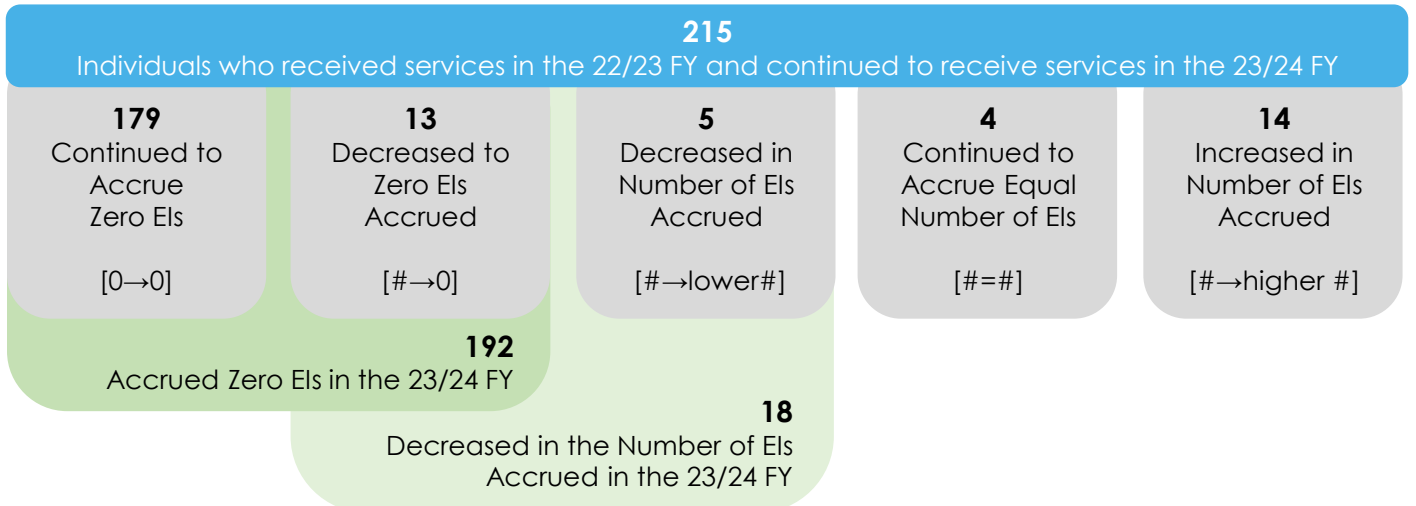 215
Individuals who received services in the 22/23 FY and continued to receive services in the 23/24 FY
179
Continued to
Accrue
Zero EIs
[0→0]
13
Decreased to
Zero EIs
Accrued
[#→0]
5
Decreased in
Number of EIs
Accrued
[#→lower#]
4
Continued to
Accrue Equal
Number of EIs
[#=#]
14
Increased in
Number of EIs
Accrued
[#→higher #]
192
Accrued Zero EIs in the 23/24 FY
18
Decreased in the Number of EIs
Accrued in the 23/24 FY